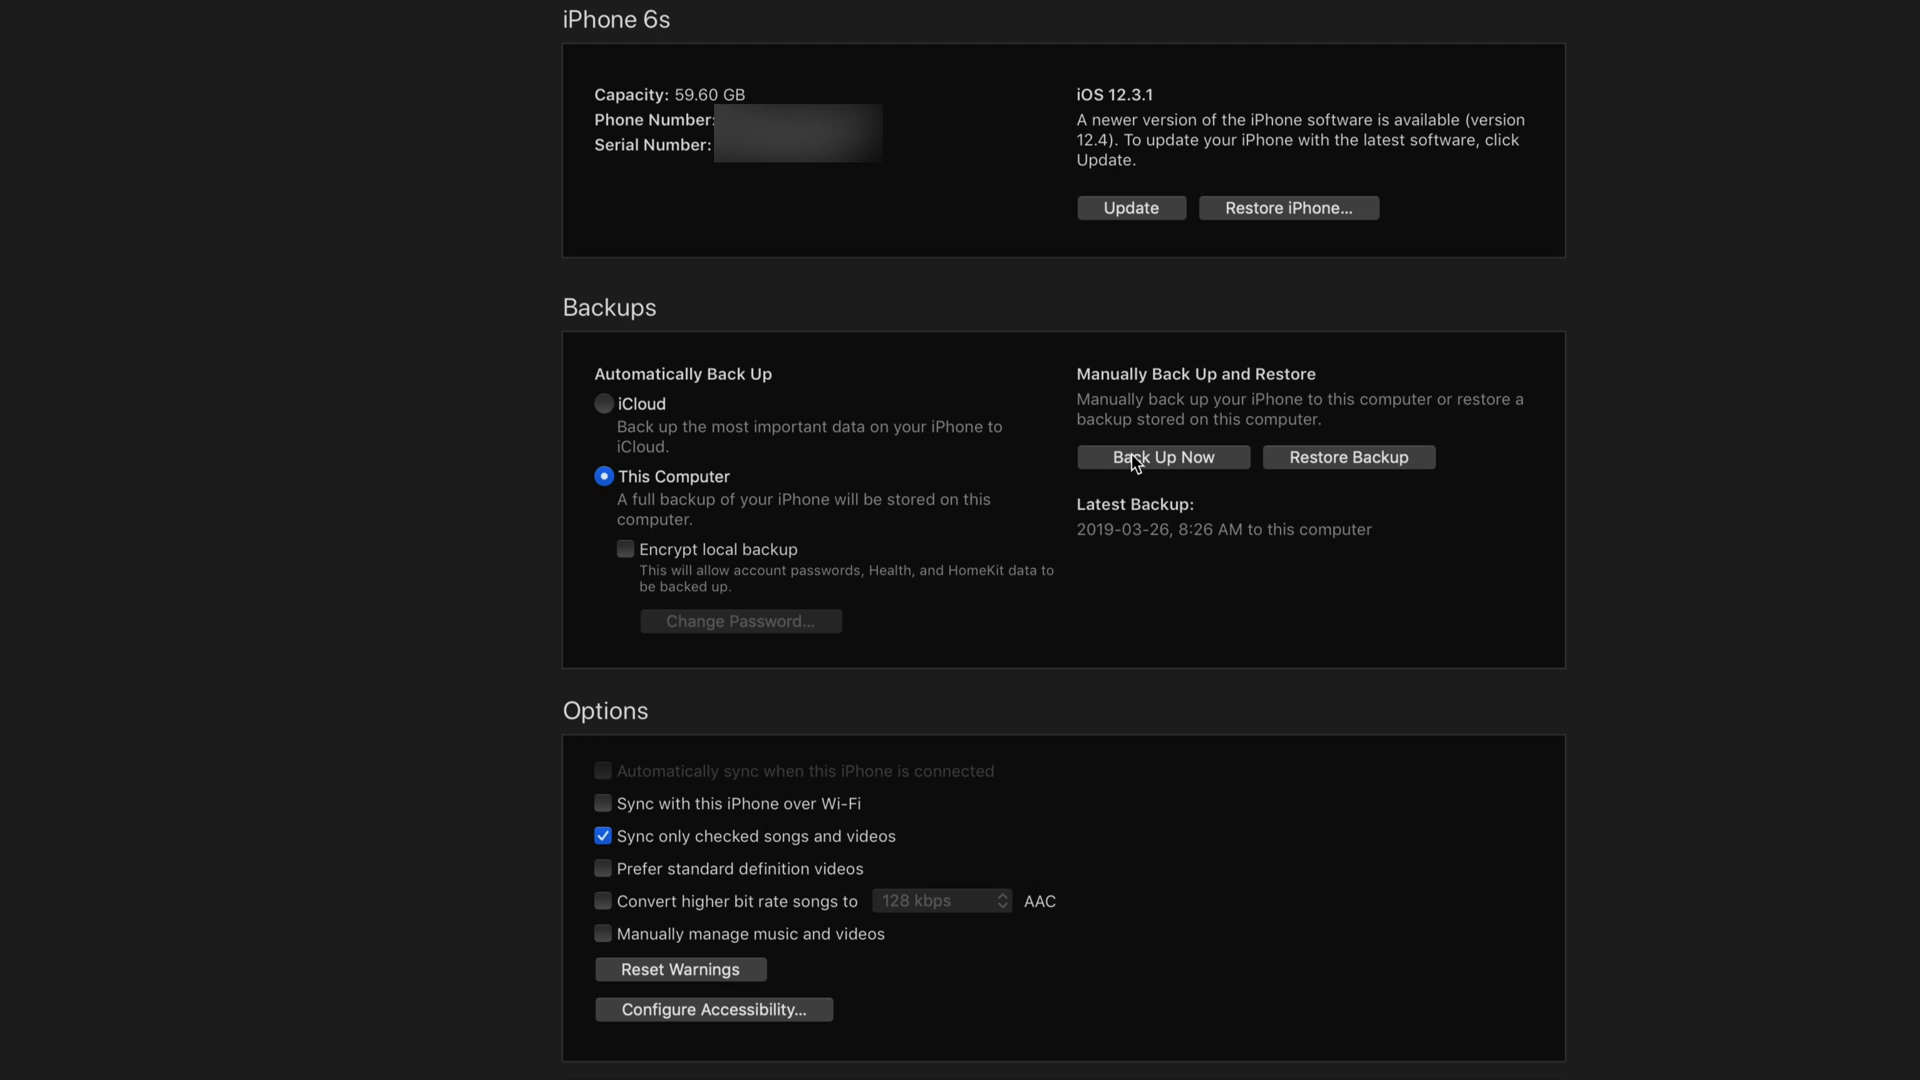 iPhone 6s
Capacity: 59.60 GB
Phone Number:
Serial Number:
iOS 12.3.1
A newer version of the iPhone software is available (version
12.4). To update your iPhone with the latest software, click
Update.
Update
Restore iPhone...
Backups
Automatically Back Up
iCloud
Back up the most important data on your iPhone to
iCloud.
This Computer
A full backup of your iPhone will be stored on this
computer.
Encrypt local backup
This will allow account passwords, Health, and HomeKit data to
be backed up.
Change Password...
Manually Back Up and Restore
Manually back up your iPhone to this computer or restore a
backup stored on this computer.
Back Up Now
Restore Backup
Latest Backup:
2019-03-26, 8:26 AM to this computer
Options
Automatically sync when this iPhone is connected
Sync with this iPhone over Wi-Fi
Sync only checked songs and videos
Prefer standard definition videos
Convert higher bit rate songs to 128 kbps AAC
Manually manage music and videos
Reset Warnings
Configure Accessibility...